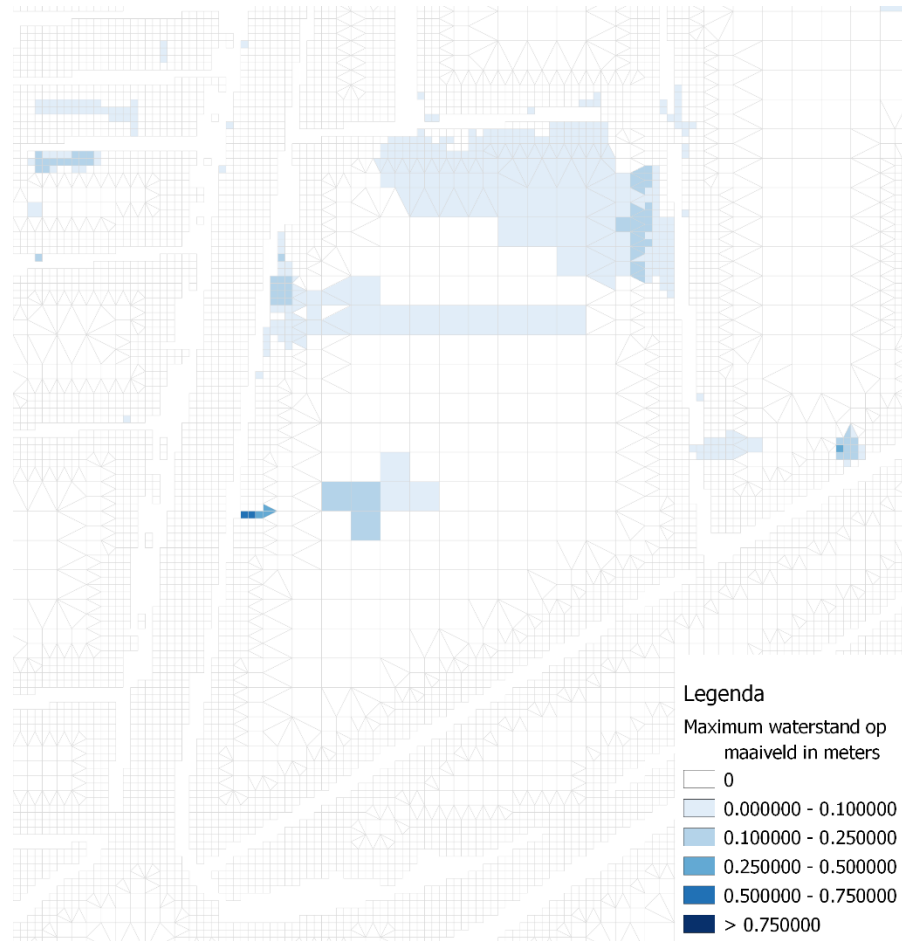 Legenda
Maximum waterstand op
maaiveld in meters
0
0.000000 - 0.100000
0.100000 - 0.250000
0.250000 - 0.500000
0.500000 - 0.750000
> 0.750000